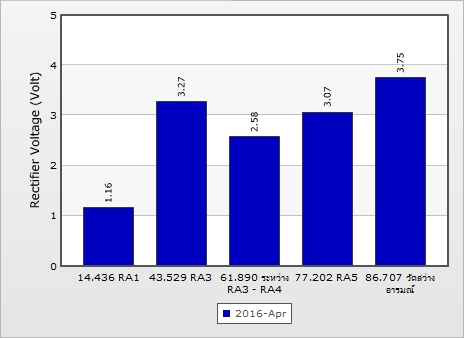 Rectifier Voltage (Volt)
5
4
3
2
1
0
1.16
3.27
2.58
3.07
3.75
14.436 RA1
43.529 RA3
61.890 ระหว่าง
RA3 - RA4
77.202 RA5
86.707 วัดสว่าง
อารมณ์
2016-Apr